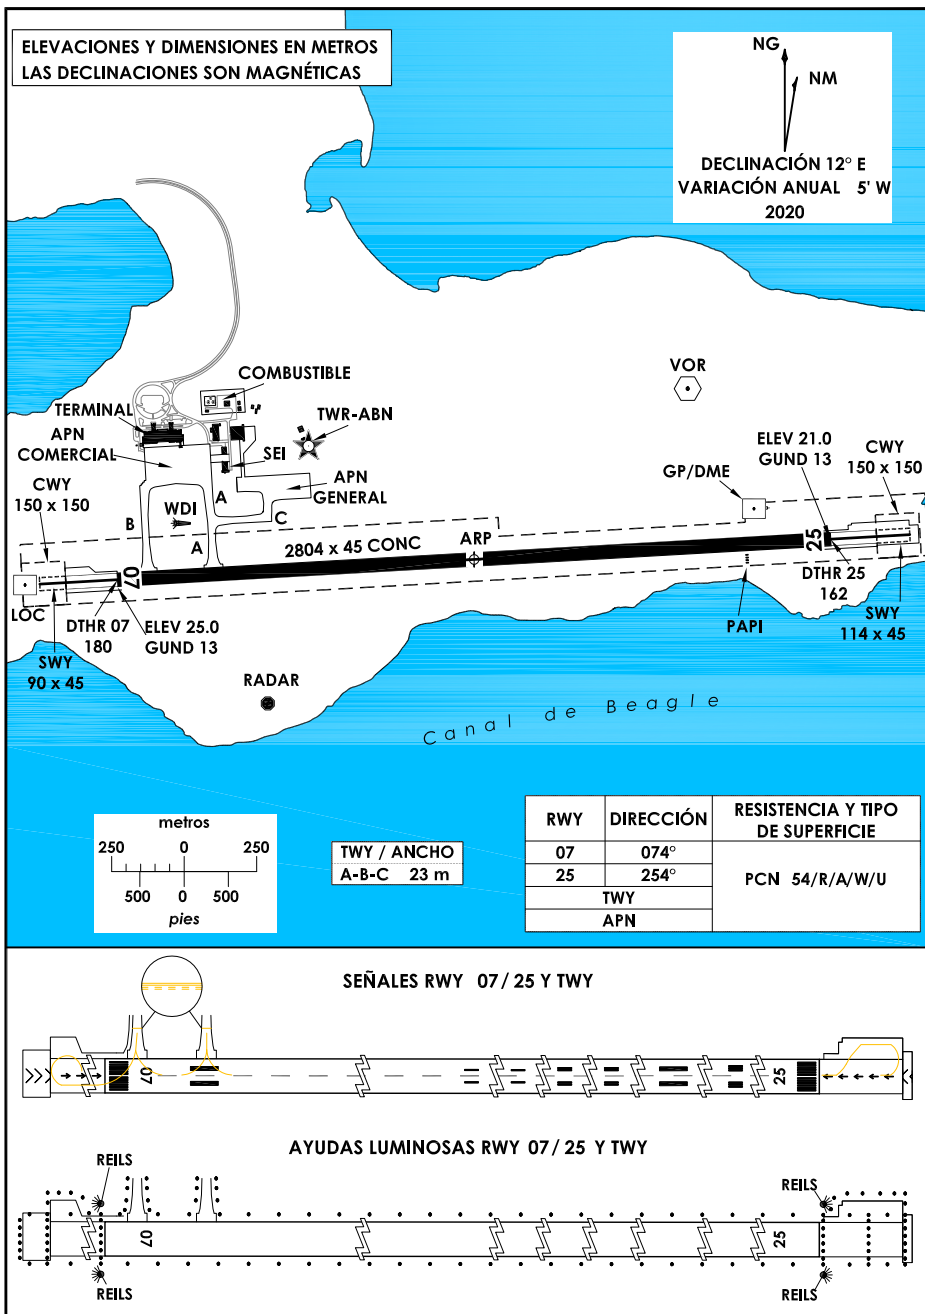 ELEVACIONES Y DIMENSIONES EN METROS
LAS DECLINACIONES SON MAGNÉTICAS
NG
NM
DECLINACIÓN 12° E
VARIACIÓN ANUAL 5' W
2020
COMBUSTIBLE
TERMINAL
APN
COMERCIAL
TWR-ABN
SEI
APN
GENERAL
VOR
ELEV 21.0
GUND 13
CWY
150 x 150
GP/DME
CWY
150 x 150
WDI
A
B
C
A
2804 x 45 CONC
ARP
07
25
LOC
DTHR 07
180
ELEV 25.0
GUND 13
SWY
90 x 45
PAPI
DTHR 25
162
SWY
114 x 45
RADAR
Canal de Beagle
metros
250 0 250
500 0 500
pies
TWY / ANCHO
A-B-C 23 m
RWY DIRECCIÓN RESISTENCIA Y TIPO
DE SUPERFICIE
07 074°
25 254°
PCN 54/R/A/W/U
TWY
APN
SEÑALES RWY 07/25 Y TWY
07
25
AYUDAS LUMINOSAS RWY 07/25 Y TWY
REILS
REILS
07
25
REILS
REILS